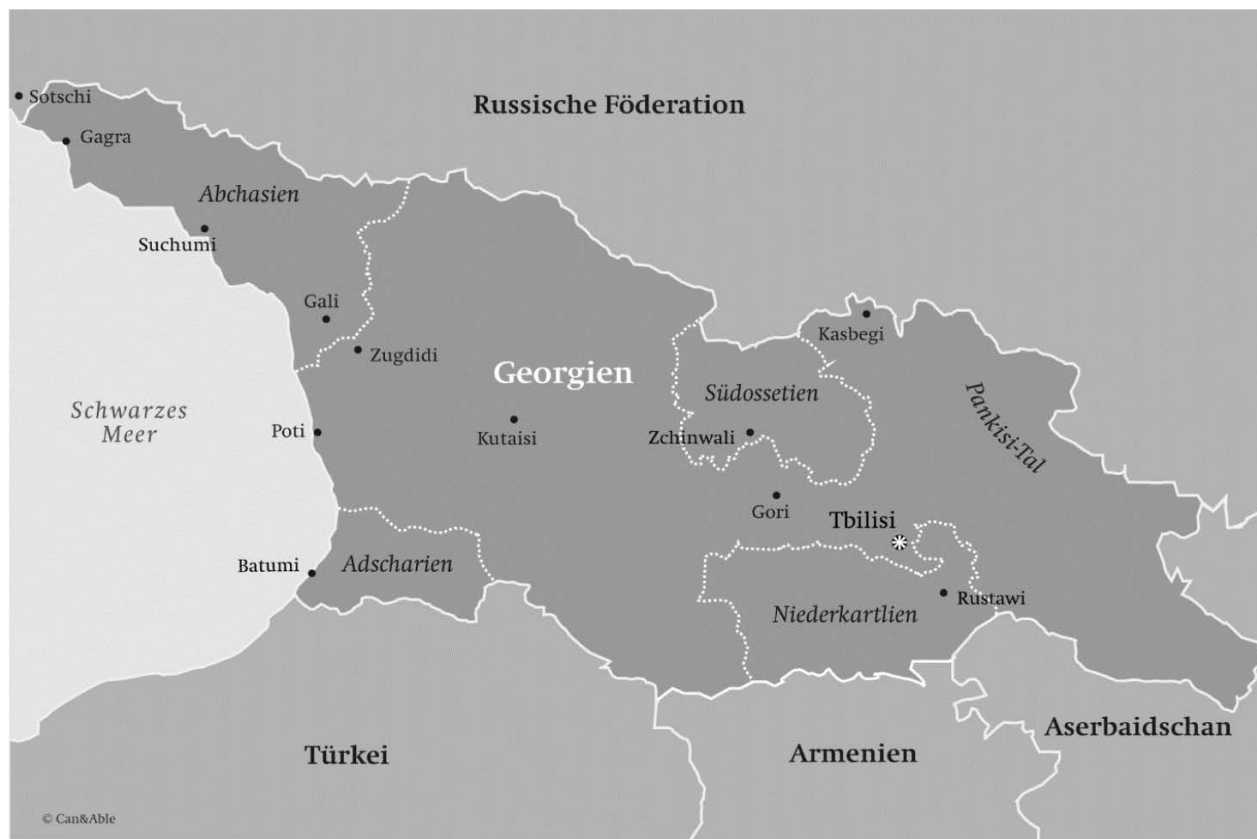 Sotschi
Russische Föderation
Gagra
Abchasien
Suchumi
Gali
Kasbegi
Zugdidi
Georgien
Südossetien
Schwarzes
Meer
Pankisi-Tal
Poti
Kutaisi
Zchinwali
Gori
Tbilisi
Batumi
Adscharien
Rustawi
Niederkartlien
Aserbaidschan
Türkei
Armenien
© Can&Able